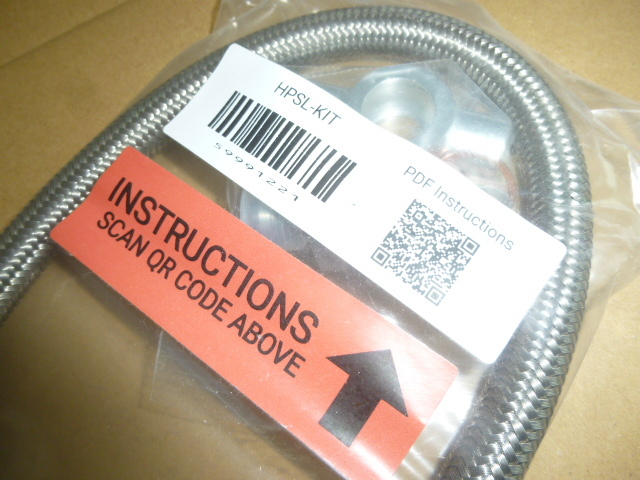 HPSL-KIT
59991221
PDF Instructions
INSTRUCTIONS
SCAN QR CODE ABOVE